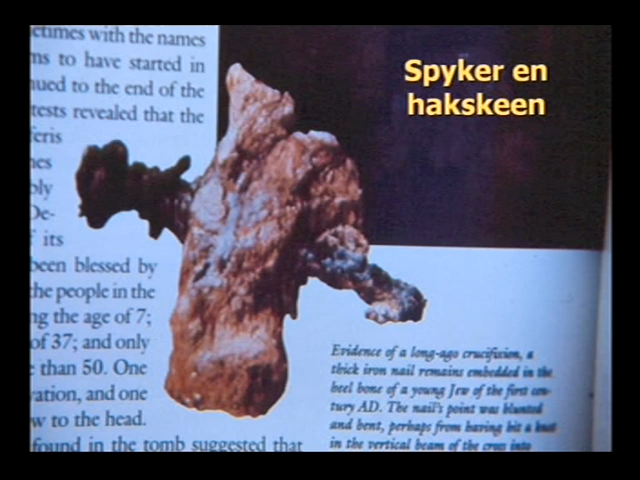 Spyker en
hakskeen
etimes with the names
ms to have started in
nued to the end of the
tests revealed that the
feris
nes
bly
De-
f its
been blessed by
the people in the
ng the age of 7;
of 37; and only
e than 50. One
vation, and one
w to the head.
found in the tomb suggested that
Evidence of a long-ago crucifixion, a
thick iron nail remains embedded in the
heel bone of a young Jew of the first cen-
tury AD. The nail's point was blunted
and bent, perhaps from having hit a knot
in the vertical beam of the cross into